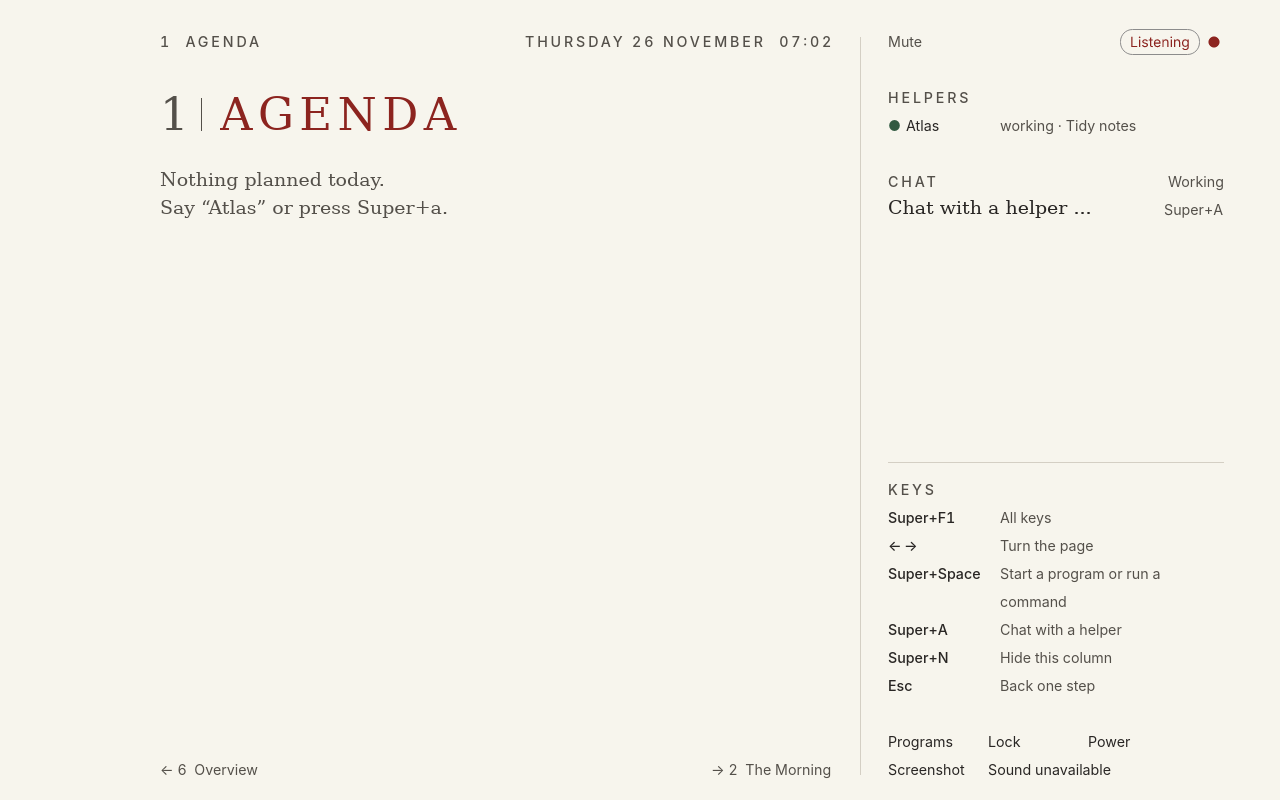 1 AGENDA
THURSDAY 26 NOVEMBER 07:02
1 AGENDA
Nothing planned today.
Say “Atlas” or press Super+a.
← 6 Overview
→ 2 The Morning
Mute
Listening
HELPERS
Atlas working · Tidy notes
CHAT Working
Chat with a helper ... Super+A
KEYS
Super+F1 All keys
← → Turn the page
Super+Space Start a program or run a
command
Super+A Chat with a helper
Super+N Hide this column
Esc Back one step
Programs Lock Power
Screenshot Sound unavailable